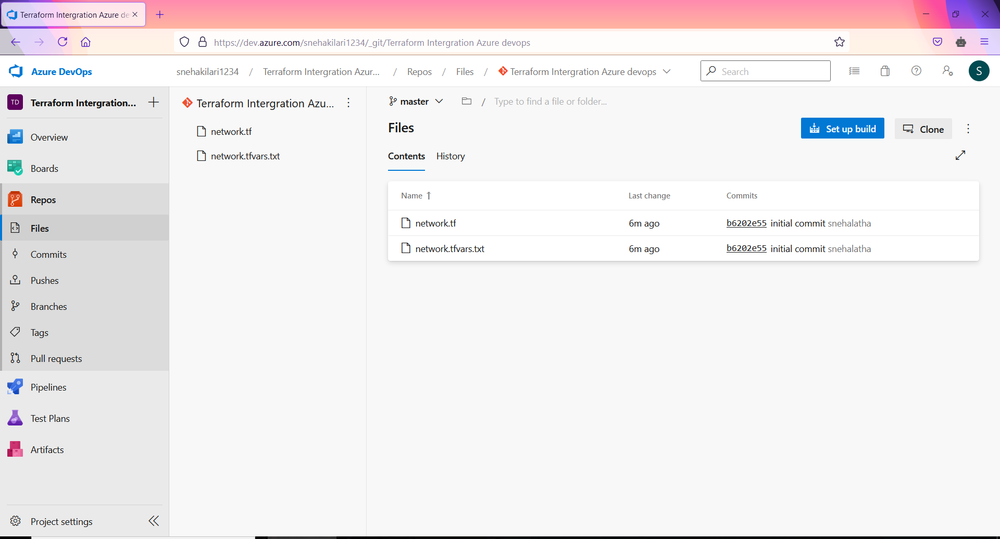 Terraform Intergration Azure de
https://dev.azure.com/snehakilari1234/_git/Terraform Intergration Azure devops
Azure DevOps
snehakilari1234 / Terraform Intergration Azur... / Repos / Files / Terraform Intergration Azure devops
Search
S
TD Terraform Intergration...
Overview
Boards
Repos
Files
Commits
Pushes
Branches
Tags
Pull requests
Pipelines
Test Plans
Artifacts
Project settings
Terraform Intergration Azu...
network.tf
network.tfvars.txt
master / Type to find a file or folder...
Files
Set up build
Clone
Contents History
Name Last change Commits
network.tf 6m ago b6202e55 initial commit snehalatha
network.tfvars.txt 6m ago b6202e55 initial commit snehalatha